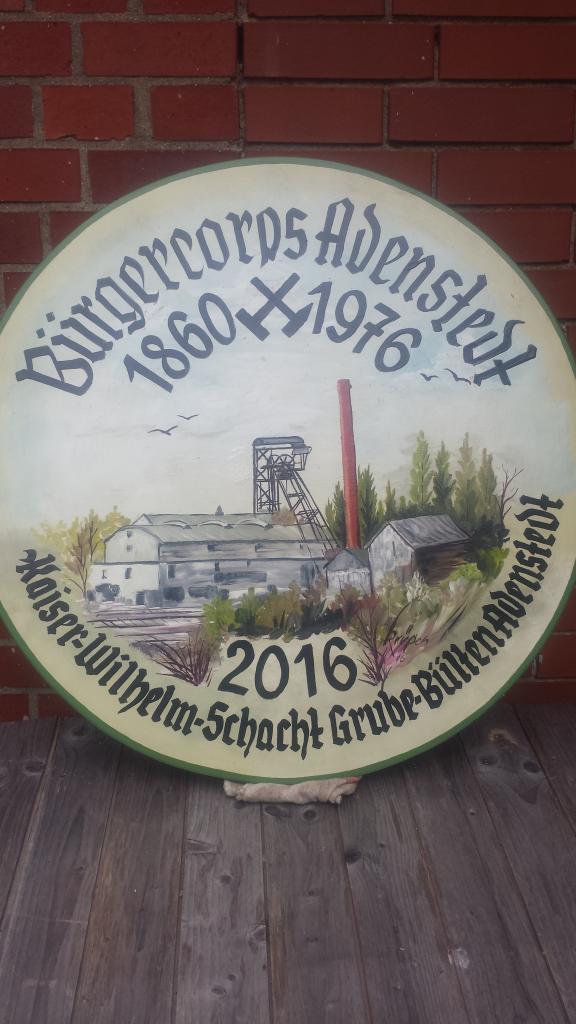 Bürgercorps Adenstedt
1860 1976
2016
Kaiser-Wilhelm-Schacht Grube-Bülten Adenstedt